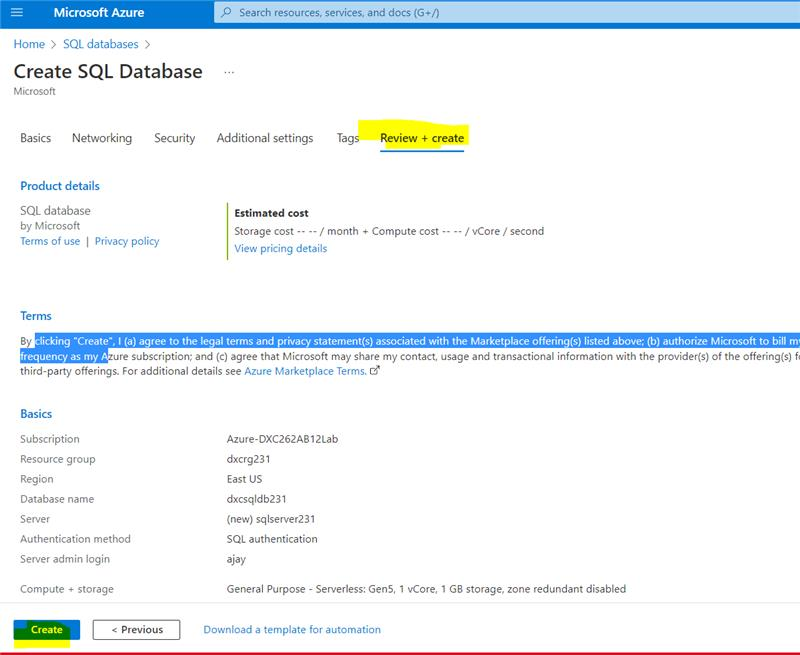 Microsoft Azure
Search resources, services, and docs (G+/)
Home > SQL databases >
Create SQL Database ...
Microsoft
Basics Networking Security Additional settings Tags Review + create
Product details
SQL database
by Microsoft
Terms of use | Privacy policy
Estimated cost
Storage cost -- -- / month + Compute cost -- -- / vCore / second
View pricing details
Terms
By clicking "Create", I (a) agree to the legal terms and privacy statement(s) associated with the Marketplace offering(s) listed above; (b) authorize Microsoft to bill my
frequency as my Azure subscription; and (c) agree that Microsoft may share my contact, usage and transactional information with the provider(s) of the offering(s) fo
third-party offerings. For additional details see Azure Marketplace Terms.
Basics
Subscription Azure-DXC262AB12Lab
Resource group dxcrg231
Region East US
Database name dxcsqldb231
Server (new) sqlserver231
Authentication method SQL authentication
Server admin login ajay
Compute + storage General Purpose - Serverless: Gen5, 1 vCore, 1 GB storage, zone redundant disabled
Create < Previous Download a template for automation